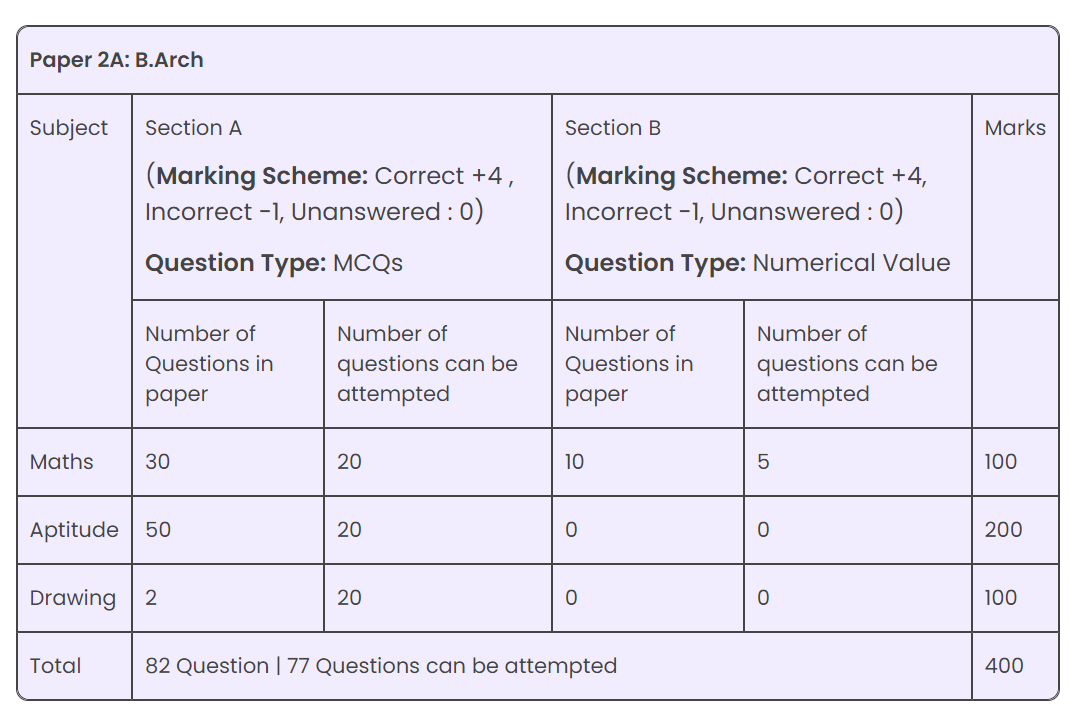 Paper 2A: B.Arch
Subject
Section A
(Marking Scheme: Correct +4 ,
Incorrect -1, Unanswered : 0)
Question Type: MCQs
Section B
(Marking Scheme: Correct +4,
Incorrect -1, Unanswered : 0)
Question Type: Numerical Value
Marks
Number of
Questions in
paper
Number of
questions can be
attempted
Number of
Questions in
paper
Number of
questions can be
attempted
Maths 30 20 10 5 100
Aptitude 50 20 0 0 200
Drawing 2 20 0 0 100
Total 82 Question | 77 Questions can be attempted 400